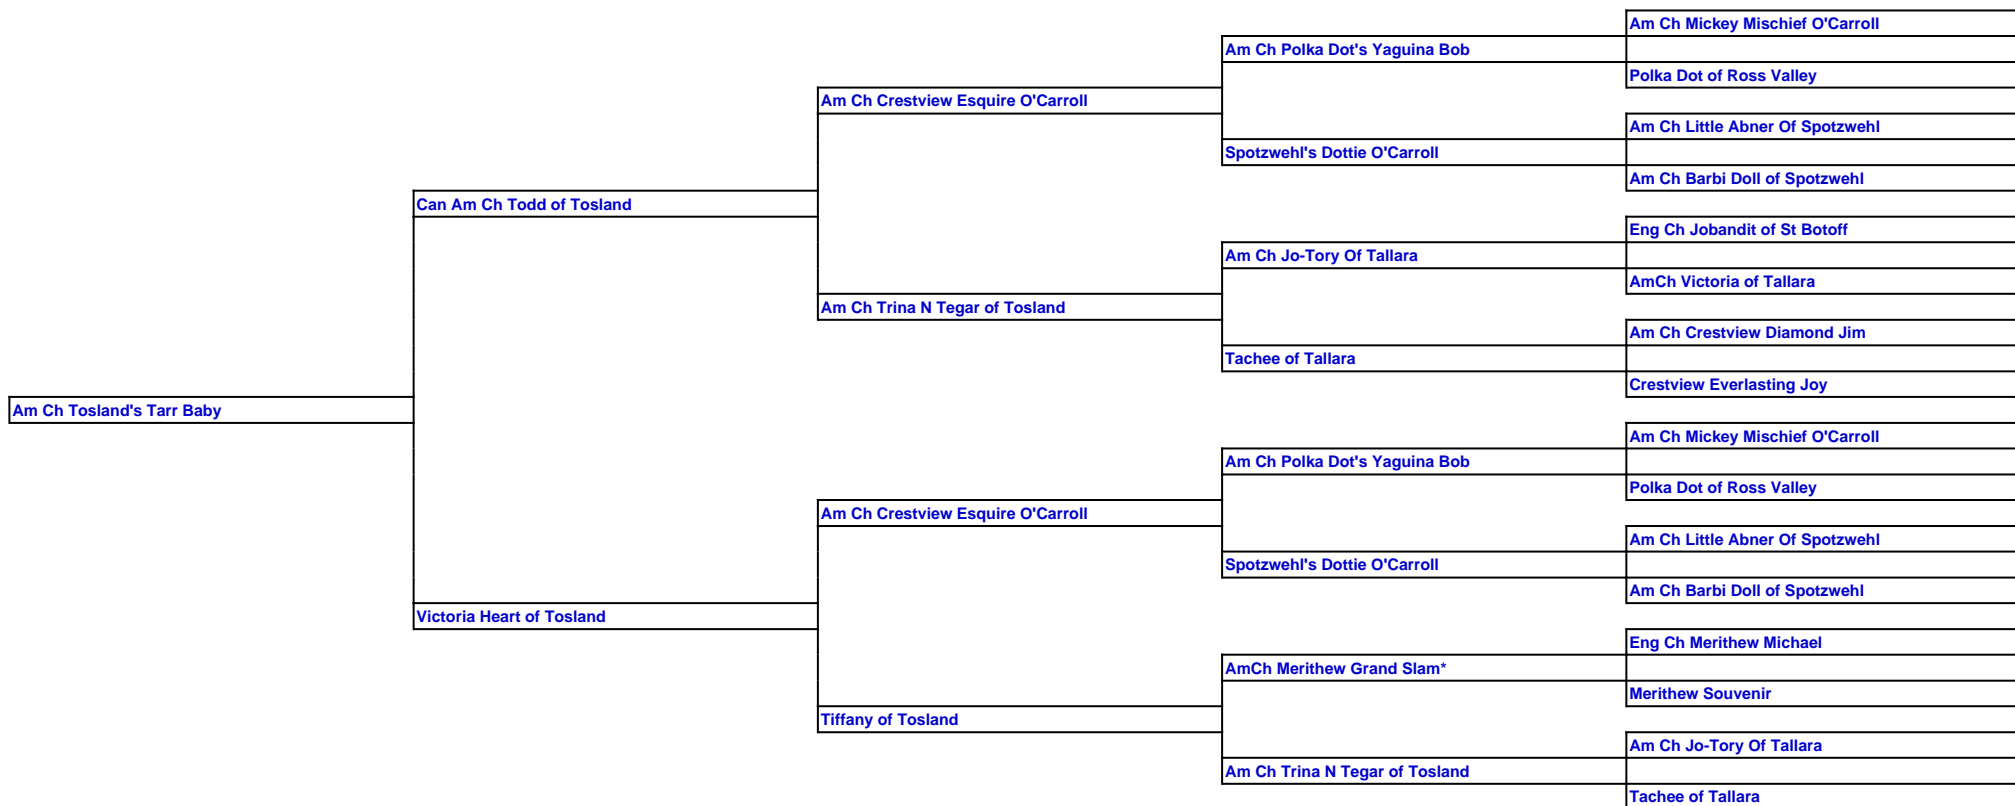 Am Ch Mickey Mischief O'Carroll
Am Ch Polka Dot's Yaguina Bob
Polka Dot of Ross Valley
Am Ch Crestview Esquire O'Carroll
Am Ch Little Abner Of Spotzwehl
Spotzwehl's Dottie O'Carroll
Am Ch Barbi Doll of Spotzwehl
Can Am Ch Todd of Tosland
Eng Ch Jobandit of St Botoff
Am Ch Jo-Tory Of Tallara
AmCh Victoria of Tallara
Am Ch Trina N Tegar of Tosland
Am Ch Crestview Diamond Jim
Tachee of Tallara
Crestview Everlasting Joy
Am Ch Tosland's Tarr Baby
Am Ch Mickey Mischief O'Carroll
Am Ch Polka Dot's Yaguina Bob
Polka Dot of Ross Valley
Am Ch Crestview Esquire O'Carroll
Am Ch Little Abner Of Spotzwehl
Spotzwehl's Dottie O'Carroll
Am Ch Barbi Doll of Spotzwehl
Victoria Heart of Tosland
Eng Ch Merithew Michael
AmCh Merithew Grand Slam*
Merithew Souvenir
Tiffany of Tosland
Am Ch Jo-Tory Of Tallara
Am Ch Trina N Tegar of Tosland
Tachee of Tallara